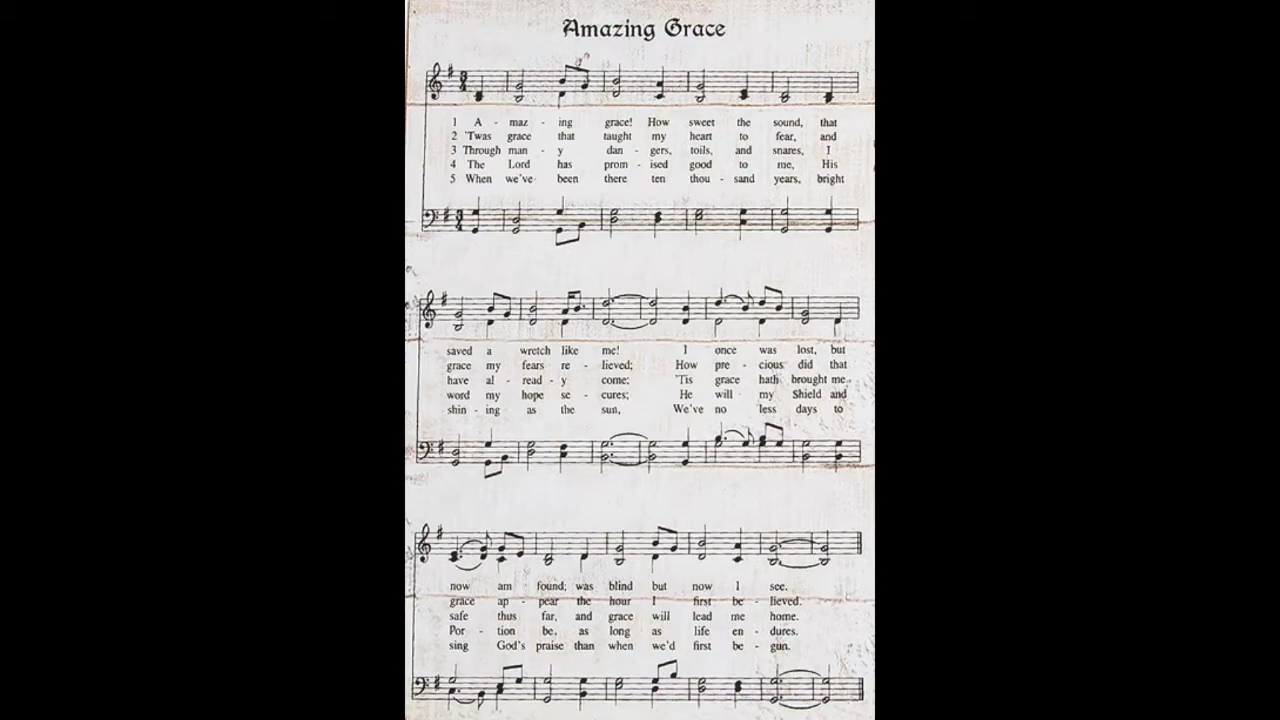 Amazing Grace
1 A - maz - ing grace! How sweet the sound, that
2 'Twas grace that taught my heart to fear, and
3 Through man - y dan - gers, toils, and snares, I
4 The Lord has prom - ised good to me, His
5 When we've been there ten thou - sand years, bright
saved a wretch like me! I once was lost, but
grace my fears re - lieved; How pre - cious did that
have al - read - y come; 'Tis grace hath brought me
word my hope se - cures; He will my Shield and
shin - ing as the sun, We've no less days to
now am found; was blind but now I see.
grace ap - pear the hour I first be - lieved.
safe thus far, and grace will lead me home.
Por - tion be, as long as life en - dures.
sing God's praise than when we'd first be - gun.